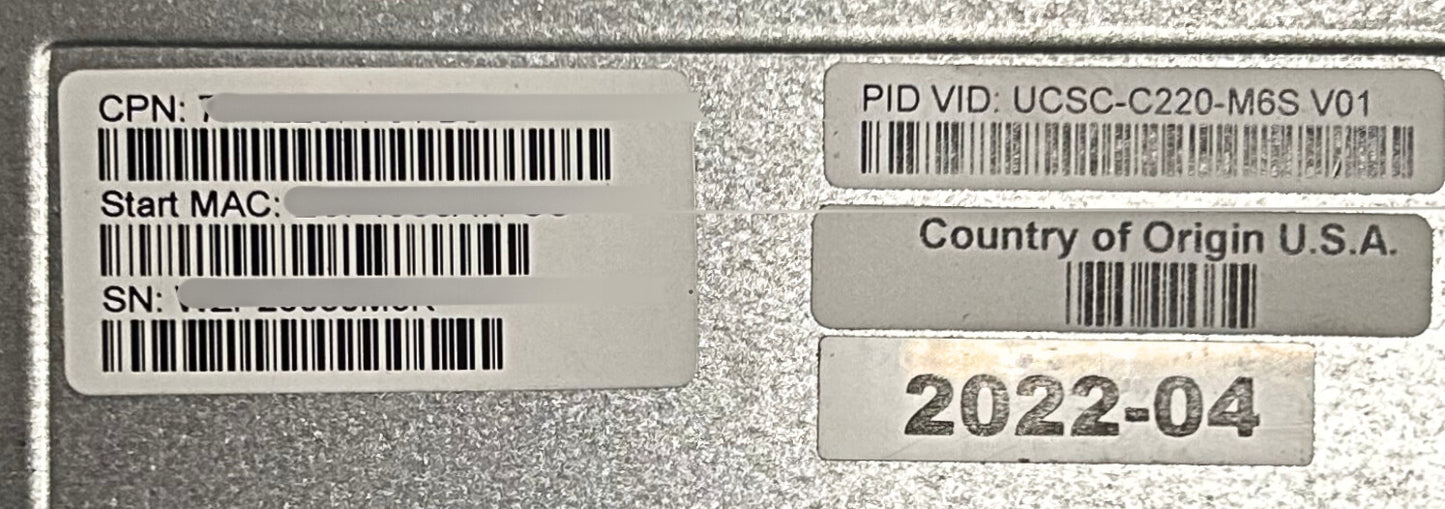 CPN:
Start MAC:
SN:
PID VID: UCSC-C220-M6S V01
Country of Origin U.S.A.
2022-04